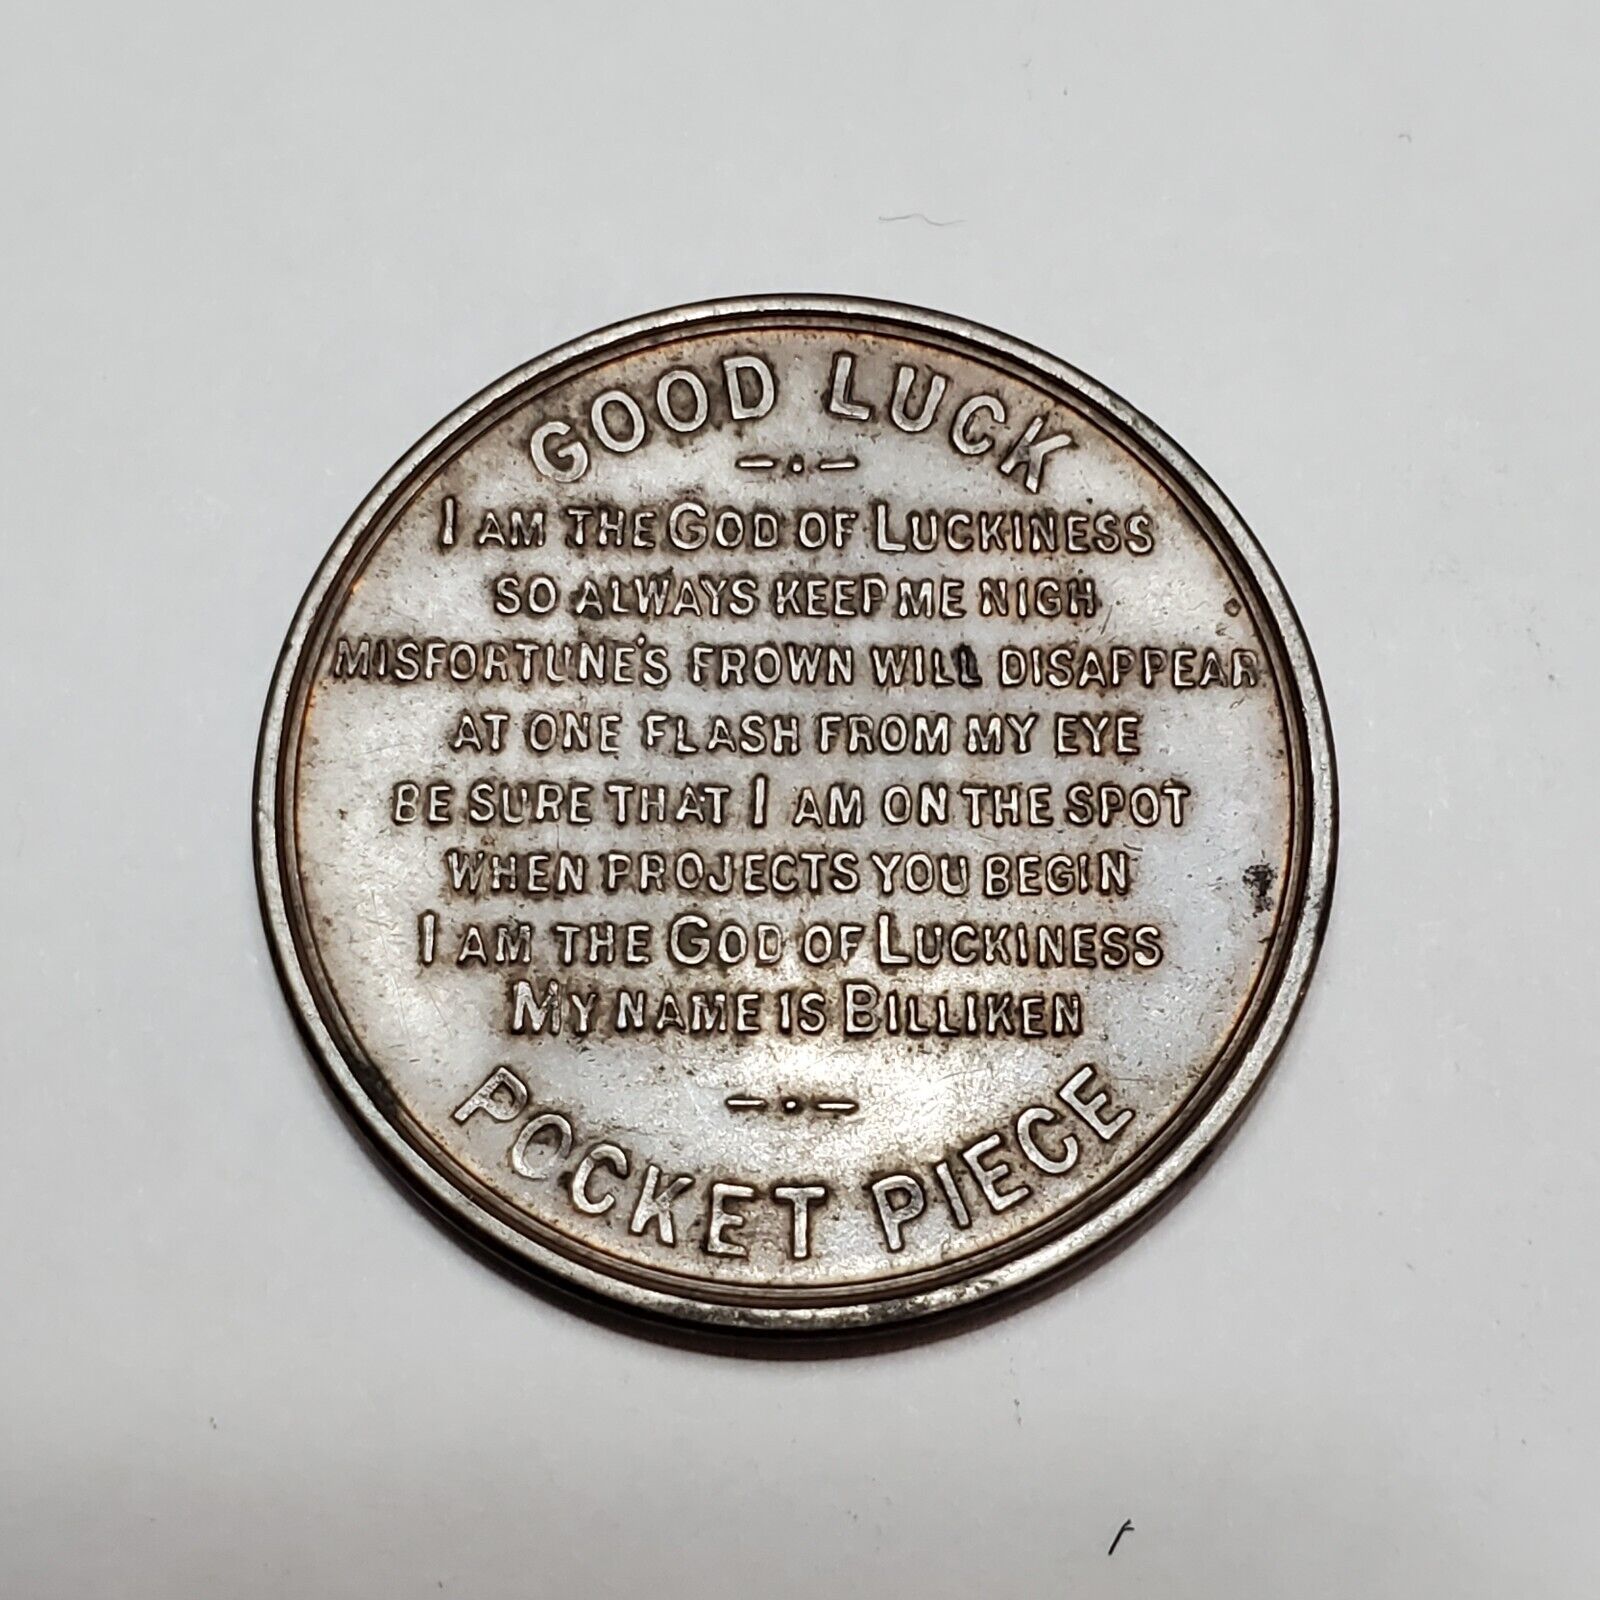 GOOD LUCK
I AM THE GOD OF LUCKINESS
SO ALWAYS KEEP ME NIGH
MISFORTUNE'S FROWN WILL DISAPPEAR
AT ONE FLASH FROM MY EYE
BE SURE THAT I AM ON THE SPOT
WHEN PROJECTS YOU BEGIN
I AM THE GOD OF LUCKINESS
MY NAME IS BILLIKEN
POCKET PIECE